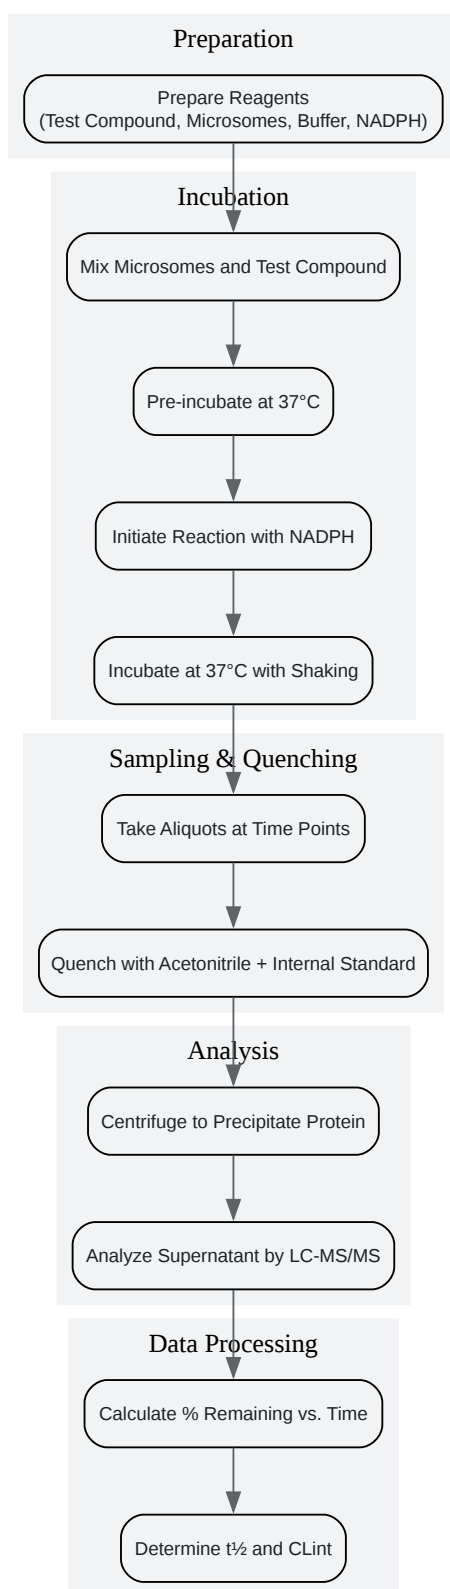 Preparation
Prepare Reagents
(Test Compound, Microsomes, Buffer, NADPH)
Incubation
Mix Microsomes and Test Compound
Pre-incubate at 37°C
Initiate Reaction with NADPH
Incubate at 37°C with Shaking
Sampling & Quenching
Take Aliquots at Time Points
Quench with Acetonitrile + Internal Standard
Analysis
Centrifuge to Precipitate Protein
Analyze Supernatant by LC-MS/MS
Data Processing
Calculate % Remaining vs. Time
Determine t½ and CLint